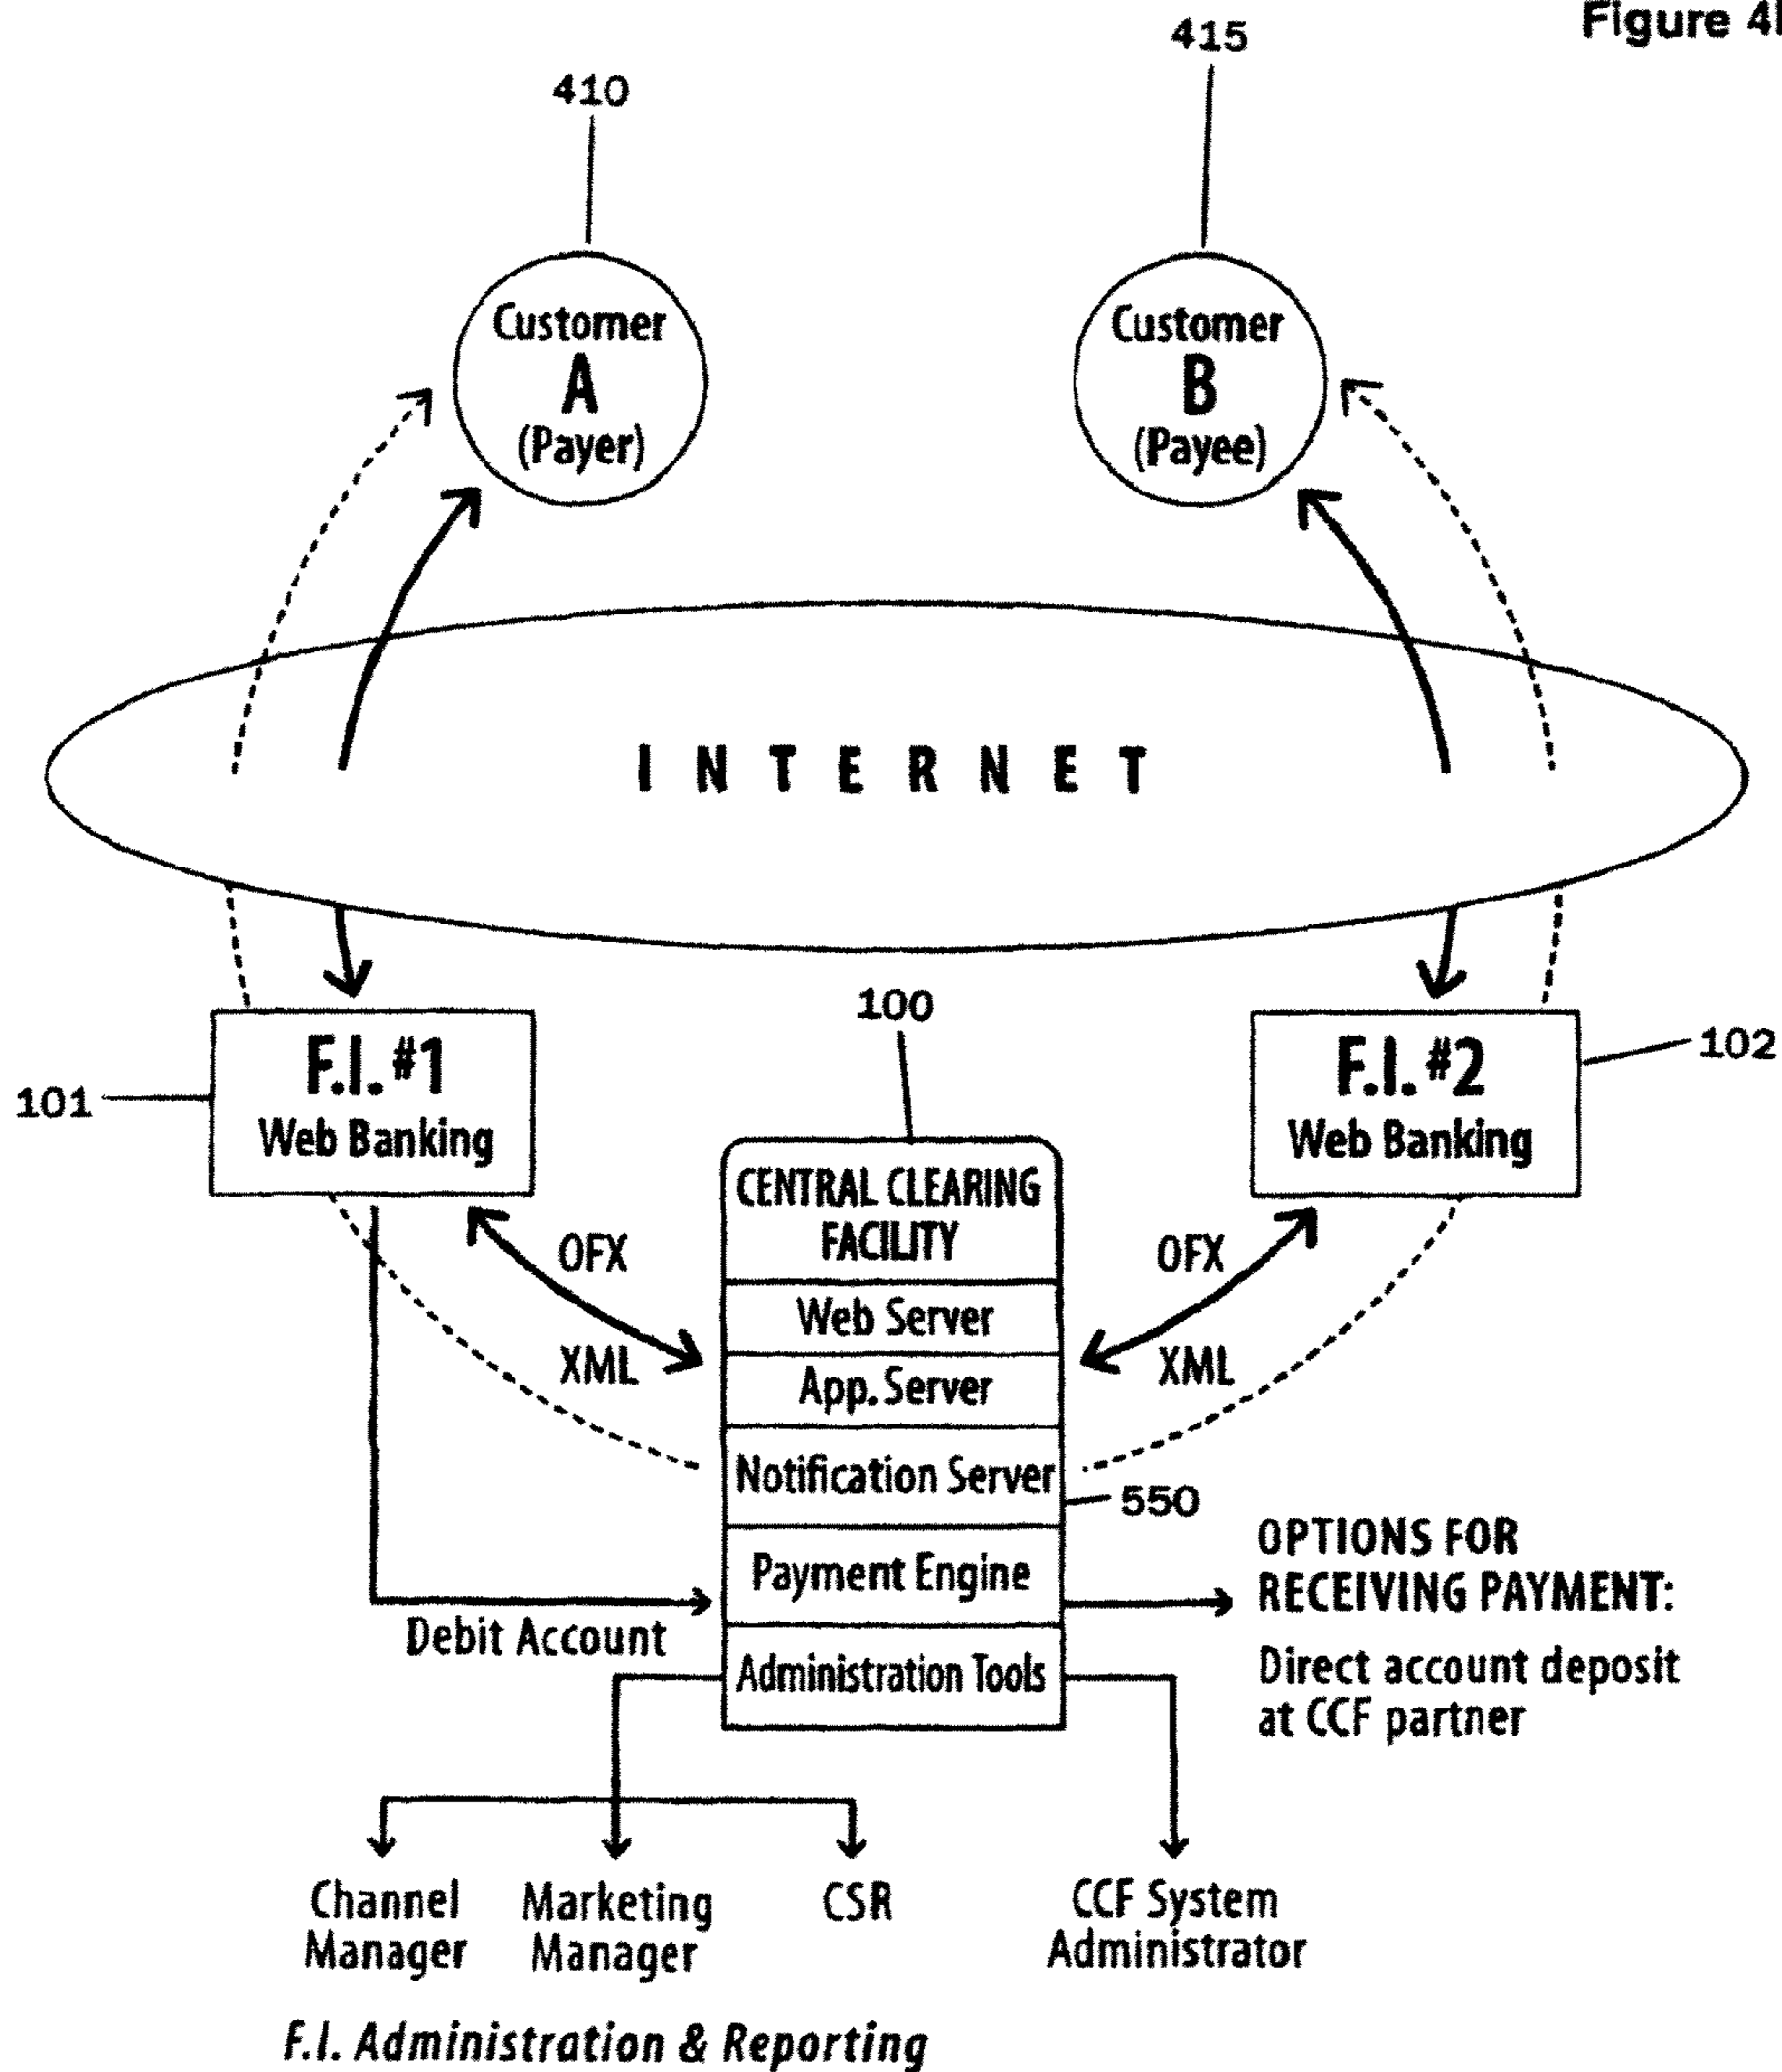 Figure 4
415
410
Customer
A
(Payer)
Customer
B
(Payee)
INTERNET
100
F.I. #1
Web Banking
101
F.I. #2
Web Banking
102
CENTRAL CLEARING
FACILITY
Web Server
App. Server
Notification Server
550
Payment Engine
Administration Tools
OFX
XML
OFX
XML
Debit Account
OPTIONS FOR
RECEIVING PAYMENT:
Direct account deposit
at CCF partner
Channel
Manager
Marketing
Manager
CSR
CCF System
Administrator
F.I. Administration & Reporting